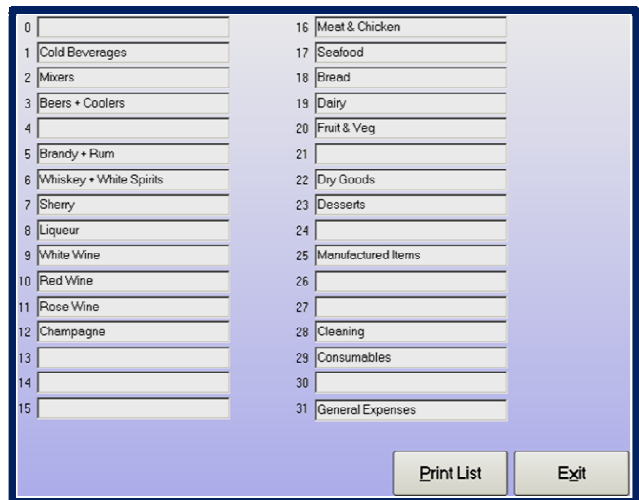 0
1 Cold Beverages
2 Mixers
3 Beers + Coolers
4
5 Brandy + Rum
6 Whiskey + White Spirits
7 Sherry
8 Liqueur
9 White Wine
10 Red Wine
11 Rose Wine
12 Champagne
13
14
15
16 Meat & Chicken
17 Seafood
18 Bread
19 Dairy
20 Fruit & Veg
21
22 Dry Goods
23 Desserts
24
25 Manufactured Items
26
27
28 Cleaning
29 Consumables
30
31 General Expenses
Print List
Exit